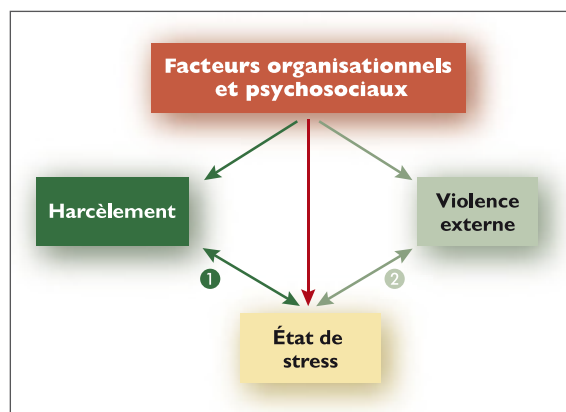 Facteurs organisationnels
et psychosociaux
Harcèlement
Violence
externe
1
2
État de
stress